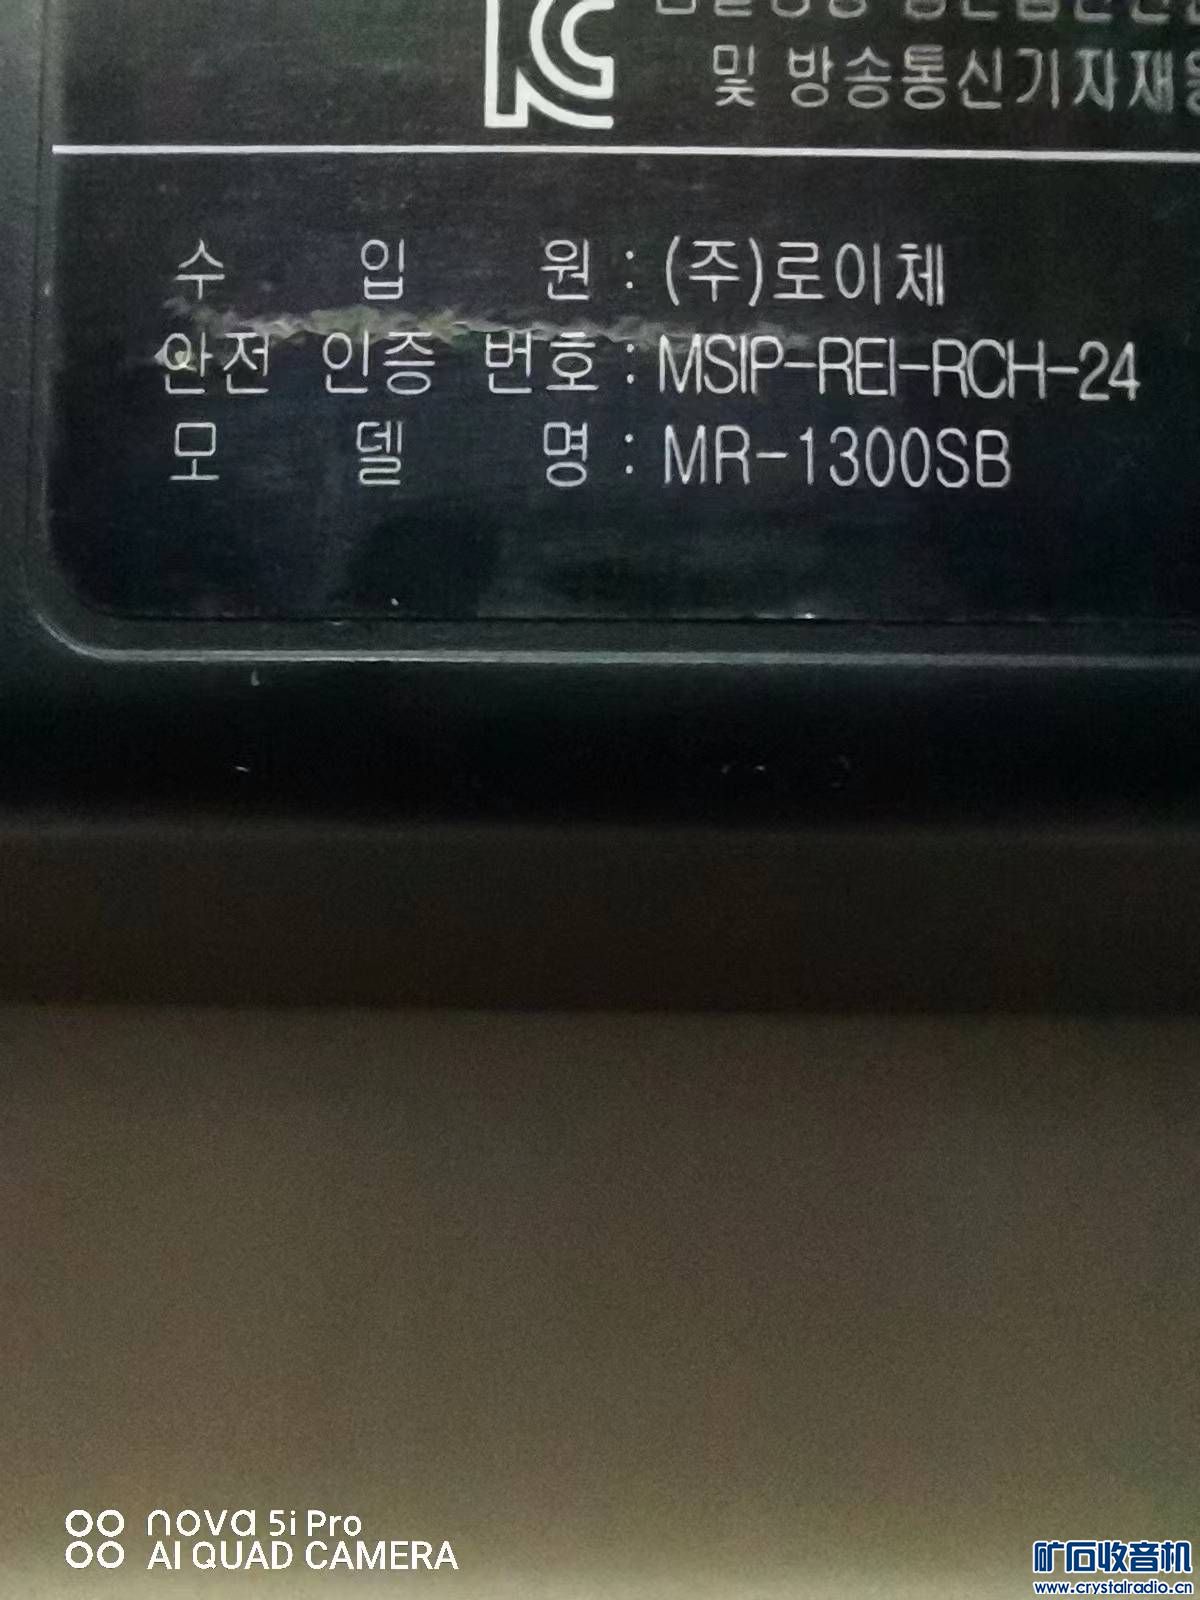 및 방송통신기자재
수 입 원 : (주)로이체
안전 인증 번호 : MSIP-REI-RCH-24
모 델 명 : MR-1300SB
nova 5i Pro
AI QUAD CAMERA
矿石收音机
www.crystalradio.cn